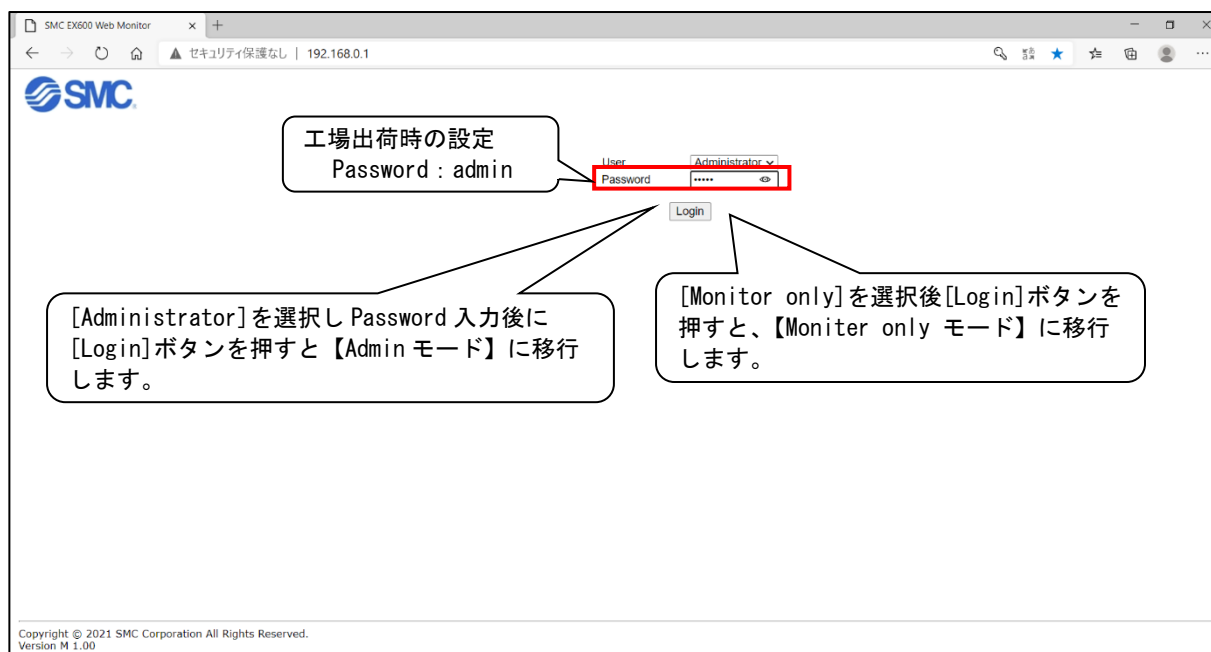 SMC EX600 Web Monitor
セキュリティ保護なし | 192.168.0.1
SMC
工場出荷時の設定
Password：admin
User Administrator
Password •••••
Login
[Administrator]を選択し Password 入力後に
[Login]ボタンを押すと【Admin モード】に移行
します。
[Monitor only]を選択後[Login]ボタンを
押すと、【Moniter only モード】に移行
します。
Copyright © 2021 SMC Corporation All Rights Reserved.
Version M 1.00